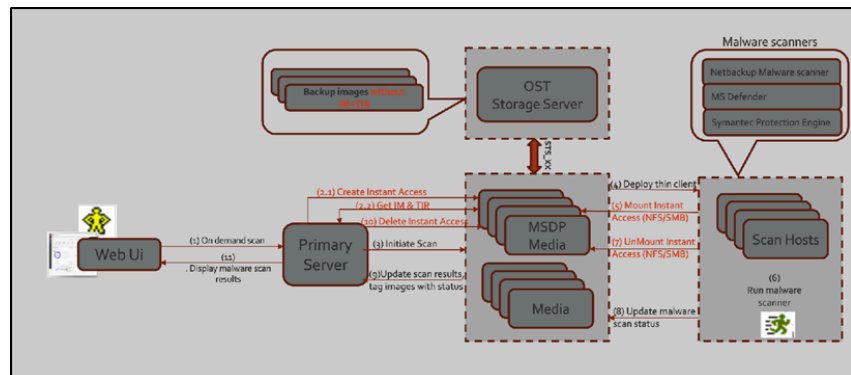 Malware scanners
Netbackup Malware scanner
MS Defender
Symantec Protection Engine
OST
Storage Server
Backup images without
STS_XX
(2.1) Create Instant Access
(2.2) Get IM & TIR
(10) Delete Instant Access
(4) Deploy thin client
(5) Mount Instant
Access (NFS/SMB)
MSDP
Media
Scan Hosts
(1) On demand scan
Web Ui
Primary
Server
(3) Initiate Scan
(7) UnMount Instant
Access (NFS/SMB)
(11)
. Display malware scan
results
(9)Update scan results,
tag images with status
Media
(6)
Run malware
scanner
(8) Update malware
scan status